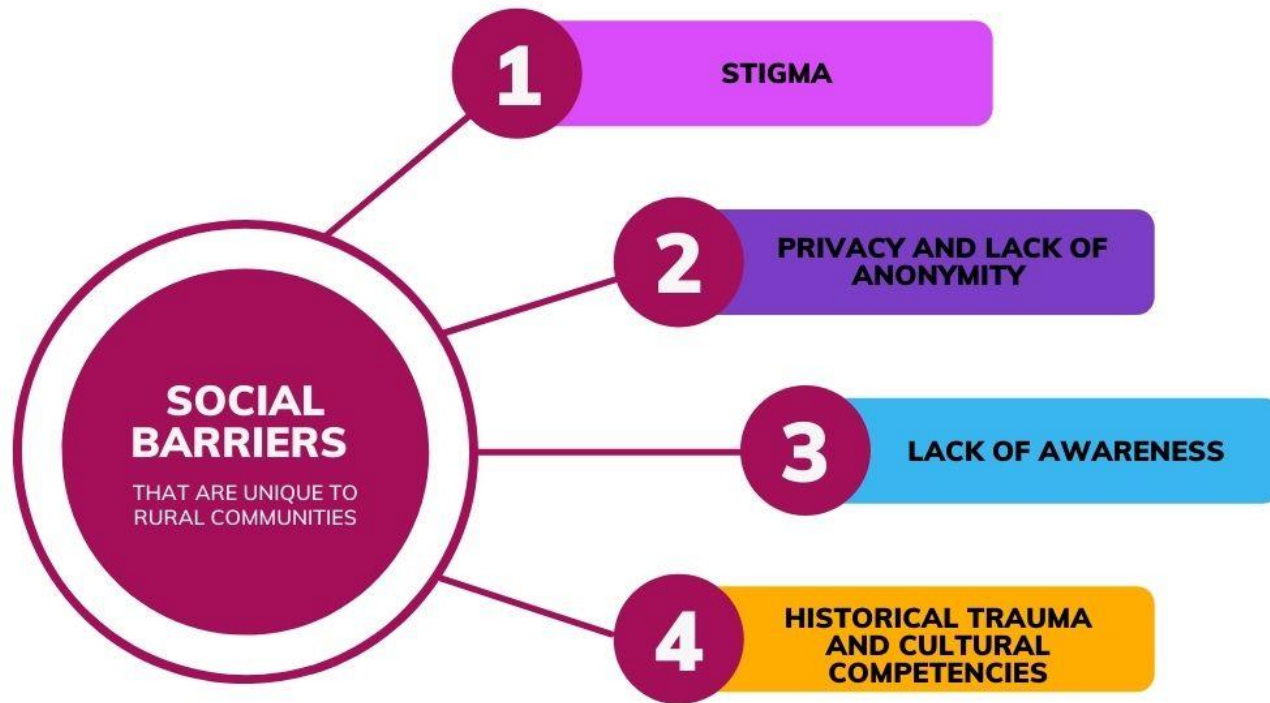 SOCIAL
BARRIERS
THAT ARE UNIQUE TO
RURAL COMMUNITIES
1
STIGMA
2
PRIVACY AND LACK OF
ANONYMITY
3
LACK OF AWARENESS
4
HISTORICAL TRAUMA
AND CULTURAL
COMPETENCIES